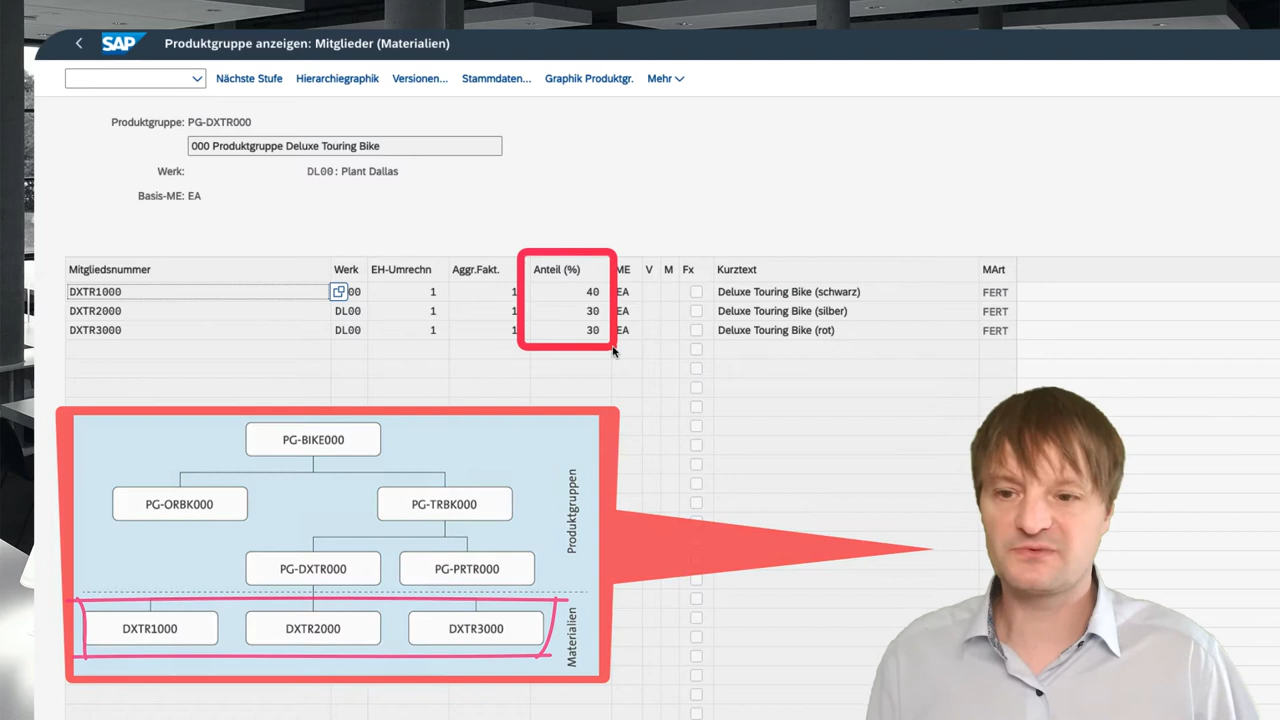 SAP Produktgruppe anzeigen: Mitglieder (Materialien)
Nächste Stufe Hierarchiegraphik Versionen... Stammdaten... Graphik Produktgr. Mehr
Produktgruppe: PG-DXTR000
000 Produktgruppe Deluxe Touring Bike
Werk: DL00: Plant Dallas
Basis-ME: EA
Mitgliedsnummer Werk EH-Umrechn Aggr.Fakt. Anteil (%) ME V M Fx Kurztext MArt
DXTR1000 00 1 1 40 EA Deluxe Touring Bike (schwarz) FERT
DXTR2000 DL00 1 1 30 EA Deluxe Touring Bike (silber) FERT
DXTR3000 DL00 1 1 30 EA Deluxe Touring Bike (rot) FERT
PG-BIKE000
PG-ORBK000 PG-TRBK000
PG-DXTR000 PG-PRTR000
Produktgruppen
DXTR1000 DXTR2000 DXTR3000
Materialien